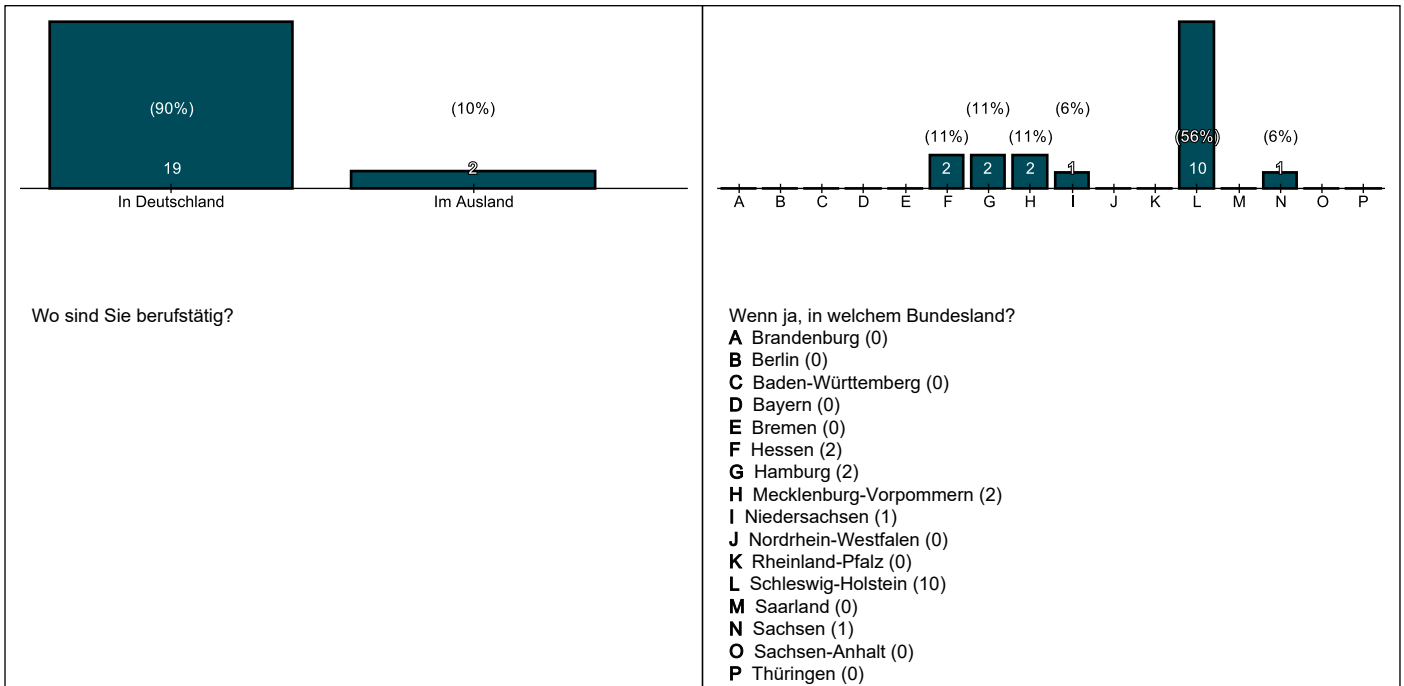 (90%)
(10%)
19
2
In Deutschland
Im Ausland
Wo sind Sie berufstätig?
(11%)
(6%)
(11%)
(11%)
(56%)
(6%)
2
2
2
1
10
1
A B C D E F G H I J K L M N O P
Wenn ja, in welchem Bundesland?
A Brandenburg (0)
B Berlin (0)
C Baden-Württemberg (0)
D Bayern (0)
E Bremen (0)
F Hessen (2)
G Hamburg (2)
H Mecklenburg-Vorpommern (2)
I Niedersachsen (1)
J Nordrhein-Westfalen (0)
K Rheinland-Pfalz (0)
L Schleswig-Holstein (10)
M Saarland (0)
N Sachsen (1)
O Sachsen-Anhalt (0)
P Thüringen (0)